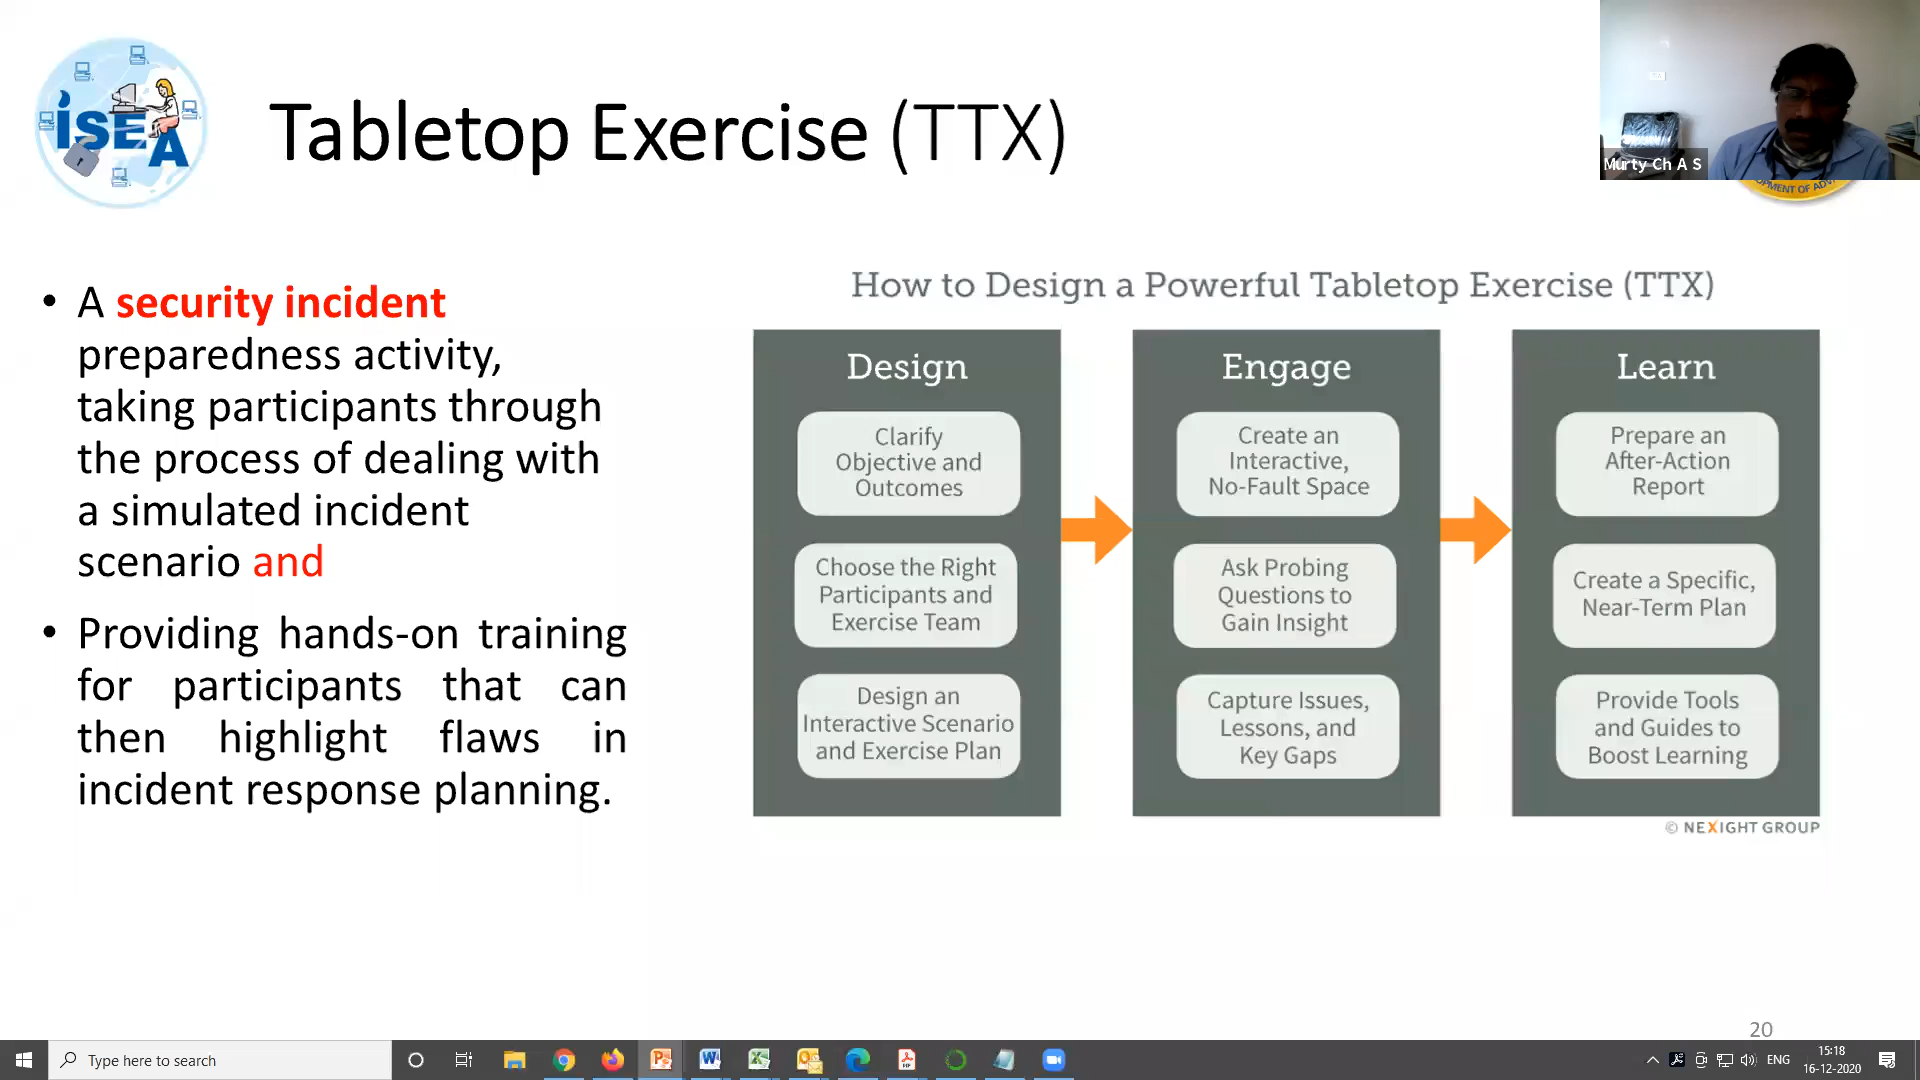 ISEA
Tabletop Exercise (TTX)
Murty Ch A S
OPMENT OF ADV
• A security incident
preparedness activity,
taking participants through
the process of dealing with
a simulated incident
scenario and
• Providing hands-on training
for participants that can
then highlight flaws in
incident response planning.
How to Design a Powerful Tabletop Exercise (TTX)
Design
Clarify
Objective and
Outcomes
Choose the Right
Participants and
Exercise Team
Design an
Interactive Scenario
and Exercise Plan
Engage
Create an
Interactive,
No-Fault Space
Ask Probing
Questions to
Gain Insight
Capture Issues,
Lessons, and
Key Gaps
Learn
Prepare an
After-Action
Report
Create a Specific,
Near-Term Plan
Provide Tools
and Guides to
Boost Learning
© NEXIGHT GROUP
20
Type here to search
ENG
15:18
16-12-2020